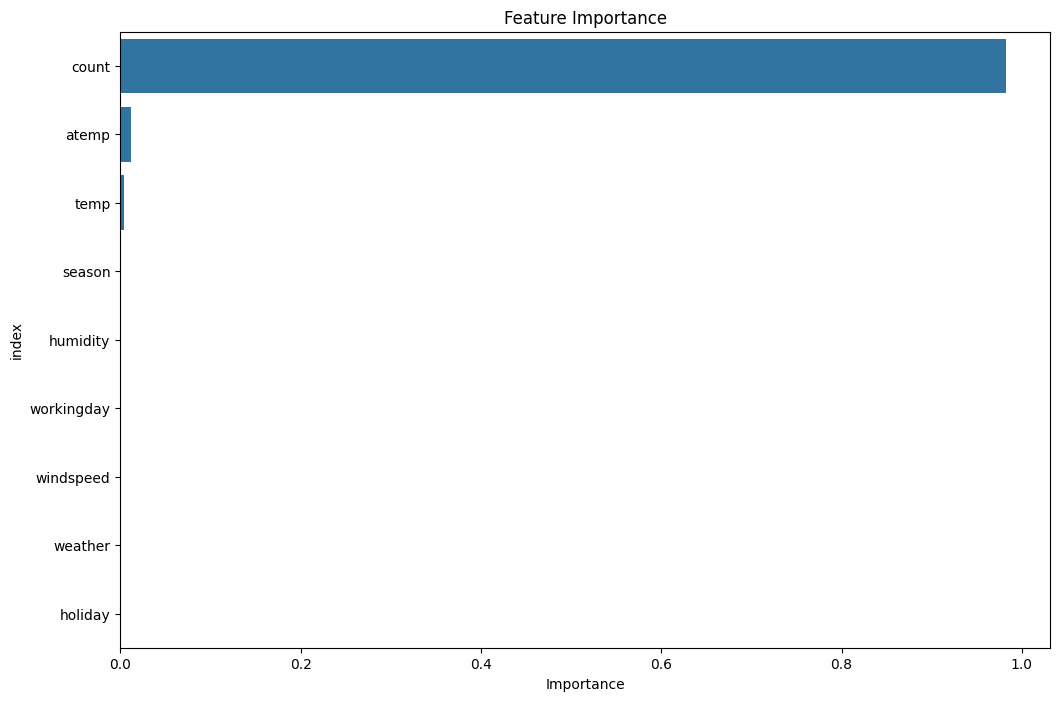 Feature Importance
count
atemp
temp
season
humidity
workingday
windspeed
weather
holiday
index
0.0 0.2 0.4 0.6 0.8 1.0
Importance